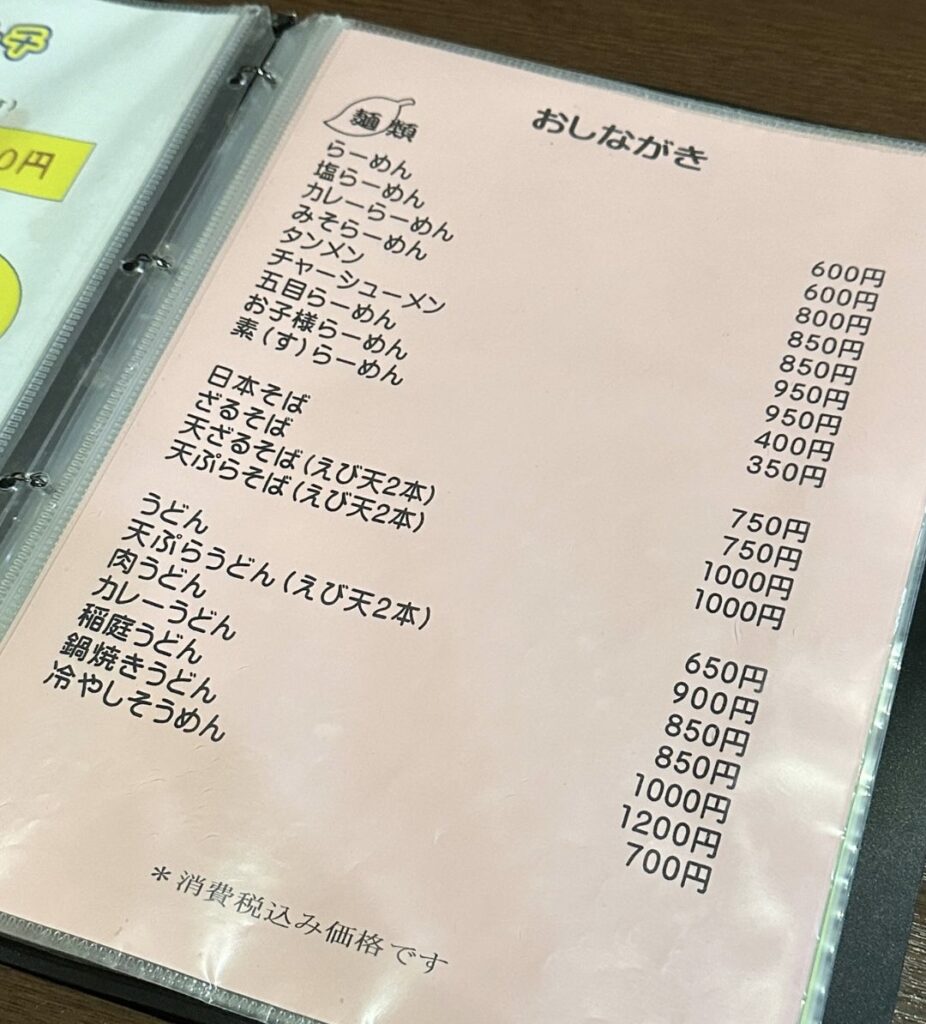 おしながき
麺類
らーめん 600円
塩らーめん 600円
カレーらーめん 800円
みそらーめん 850円
タンメン 850円
チャーシューメン 950円
五目らーめん 950円
お子様らーめん 400円
素(す)らーめん 350円
日本そば 750円
ざるそば 750円
天ざるそば(えび天2本) 1000円
天ぷらそば(えび天2本) 1000円
うどん 650円
天ぷらうどん(えび天2本) 900円
肉うどん 850円
カレーうどん 850円
稲庭うどん 1000円
鍋焼きうどん 1200円
冷やしそうめん 700円
*消費税込み価格です